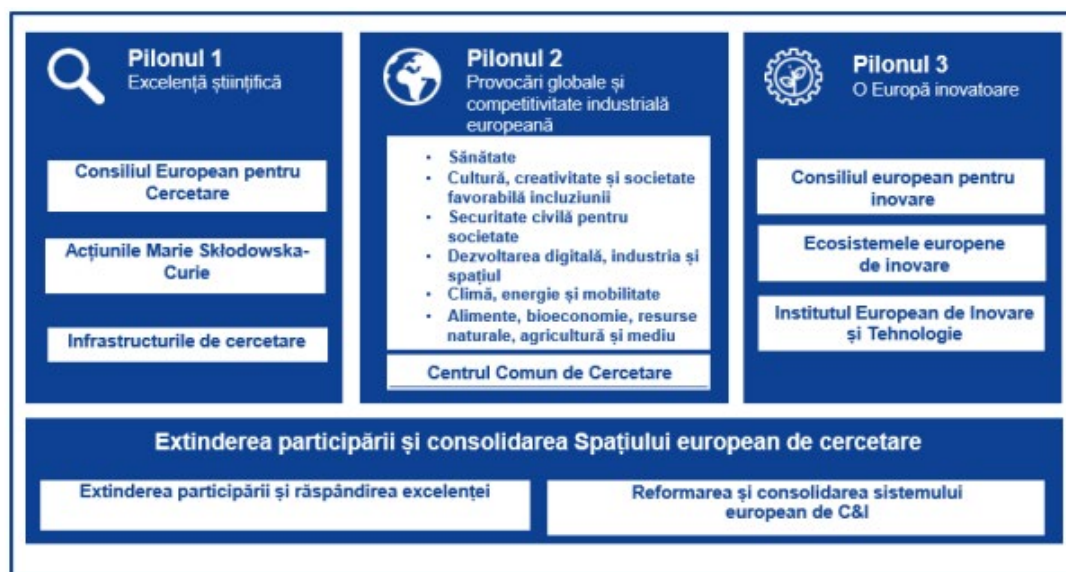 Pilonul 1
Excelență științifică
Consiliul European pentru
Cercetare
Acțiunile Marie Skłodowska-
Curie
Infrastructurile de cercetare
Pilonul 2
Provocări globale și
competitivitate industrială
europeană
• Sănătate
• Cultură, creativitate și societate
favorabilă incluziunii
• Securitate civilă pentru
societate
• Dezvoltarea digitală, industria și
spațiul
• Climă, energie și mobilitate
• Alimente, bioeconomie, resurse
naturale, agricultură și mediu
Centrul Comun de Cercetare
Pilonul 3
O Europă inovatoare
Consiliul european pentru
inovare
Ecosistemele europene
de inovare
Institutul European de Inovare
și Tehnologie
Extinderea participării și consolidarea Spațiului european de cercetare
Extinderea participării și răspândirea excelenței
Reformarea și consolidarea sistemului
european de C&I